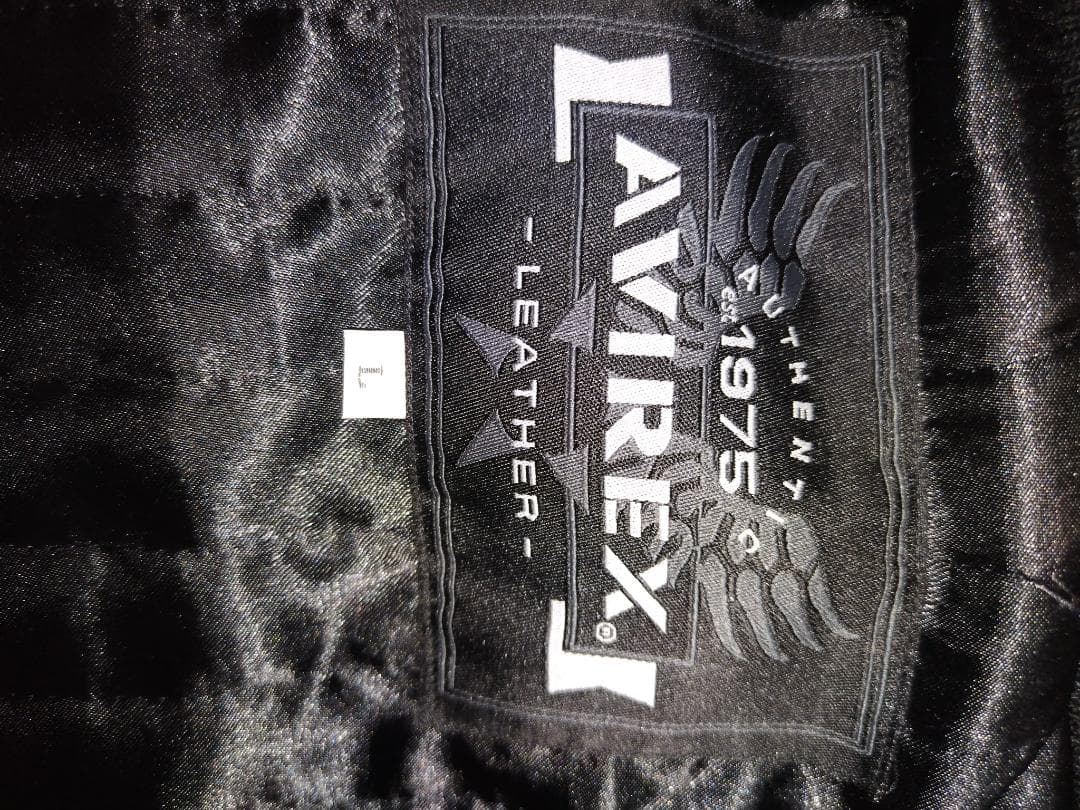 AUTHENTIC
EST. 1975
AVIREX®
- LEATHER -